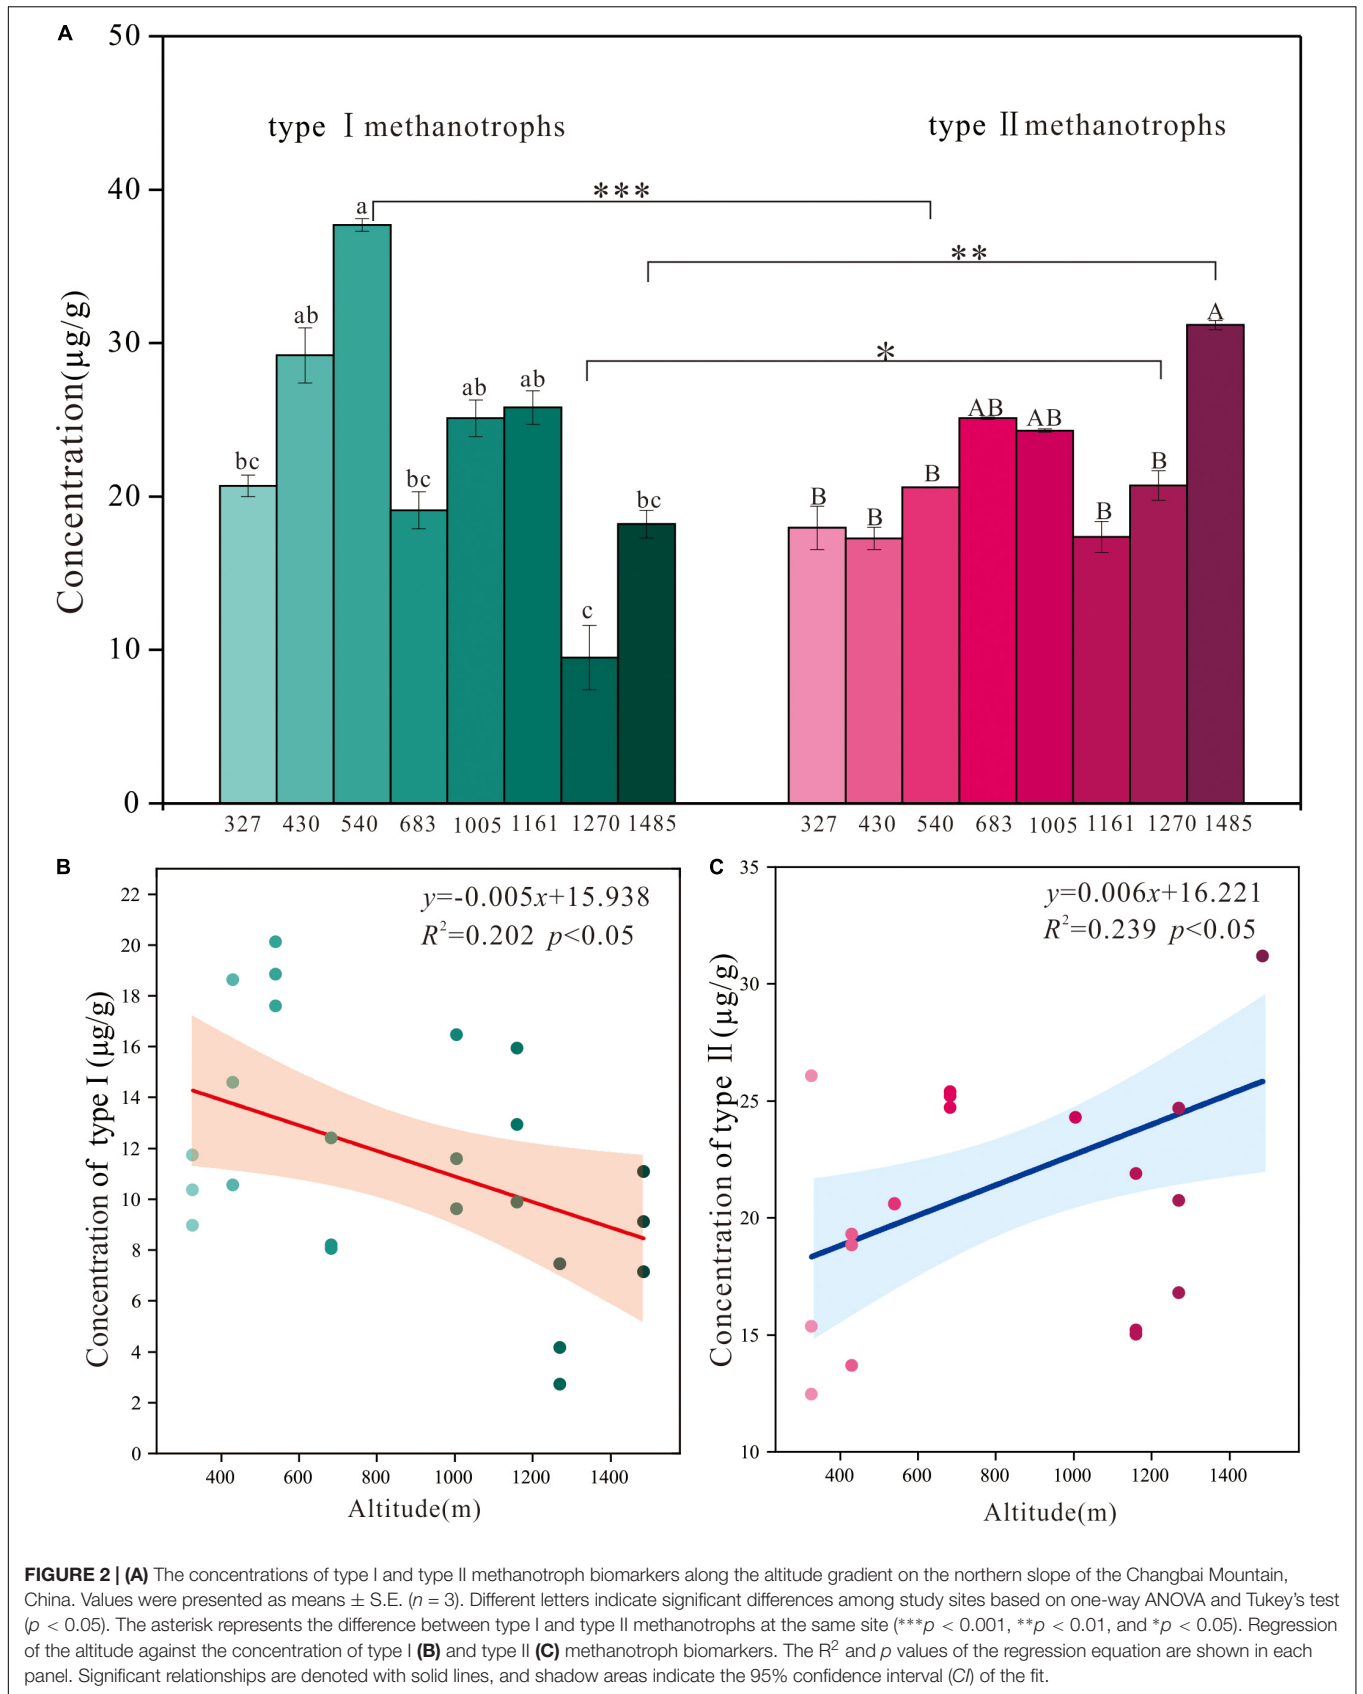 A
50
40
30
20
10
0
Concentration(μg/g)
type Ⅰ methanotrophs
type Ⅱ methanotrophs
***
**
*
bc
ab
a
bc
ab
ab
c
bc
B
B
B
AB
AB
B
B
A
327 430 540 683 1005 1161 1270 1485
327 430 540 683 1005 1161 1270 1485
B
y=-0.005x+15.938
R²=0.202 p<0.05
22
20
18
16
14
12
10
8
6
4
2
0
Concentration of type Ⅰ (μg/g)
400 600 800 1000 1200 1400
Altitude(m)
C
y=0.006x+16.221
R²=0.239 p<0.05
35
30
25
20
15
10
Concentration of type Ⅱ (μg/g)
400 600 800 1000 1200 1400
Altitude(m)
FIGURE 2 | (A) The concentrations of type I and type II methanotroph biomarkers along the altitude gradient on the northern slope of the Changbai Mountain,
China. Values were presented as means ± S.E. (n = 3). Different letters indicate significant differences among study sites based on one-way ANOVA and Tukey's test
(p < 0.05). The asterisk represents the difference between type I and type II methanotrophs at the same site (***p < 0.001, **p < 0.01, and *p < 0.05). Regression
of the altitude against the concentration of type I (B) and type II (C) methanotroph biomarkers. The R² and p values of the regression equation are shown in each
panel. Significant relationships are denoted with solid lines, and shadow areas indicate the 95% confidence interval (CI) of the fit.